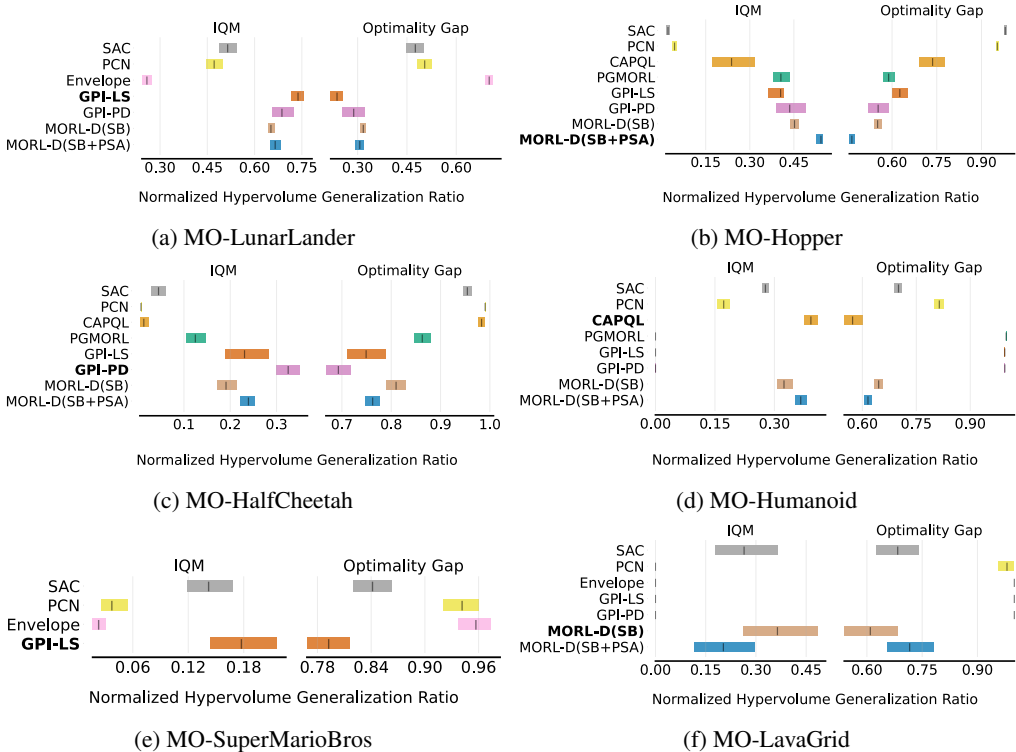 IQM Optimality Gap
SAC
PCN
Envelope
GPI-LS
GPI-PD
MORL-D(SB)
MORL-D(SB+PSA)
0.30 0.45 0.60 0.75 0.30 0.45 0.60
Normalized Hypervolume Generalization Ratio
(a) MO-LunarLander
IQM Optimality Gap
SAC
PCN
CAPQL
PGMORL
GPI-LS
GPI-PD
MORL-D(SB)
MORL-D(SB+PSA)
0.15 0.30 0.45 0.60 0.75 0.90
Normalized Hypervolume Generalization Ratio
(b) MO-Hopper
IQM Optimality Gap
SAC
PCN
CAPQL
PGMORL
GPI-LS
GPI-PD
MORL-D(SB)
MORL-D(SB+PSA)
0.1 0.2 0.3 0.7 0.8 0.9 1.0
Normalized Hypervolume Generalization Ratio
(c) MO-HalfCheetah
IQM Optimality Gap
SAC
PCN
CAPQL
PGMORL
GPI-LS
GPI-PD
MORL-D(SB)
MORL-D(SB+PSA)
0.00 0.15 0.30 0.60 0.75 0.90
Normalized Hypervolume Generalization Ratio
(d) MO-Humanoid
IQM Optimality Gap
SAC
PCN
Envelope
GPI-LS
0.06 0.12 0.18 0.78 0.84 0.90 0.96
Normalized Hypervolume Generalization Ratio
(e) MO-SuperMarioBros
IQM Optimality Gap
SAC
PCN
Envelope
GPI-LS
GPI-PD
MORL-D(SB)
MORL-D(SB+PSA)
0.00 0.15 0.30 0.45 0.60 0.75 0.90
Normalized Hypervolume Generalization Ratio
(f) MO-LavaGrid